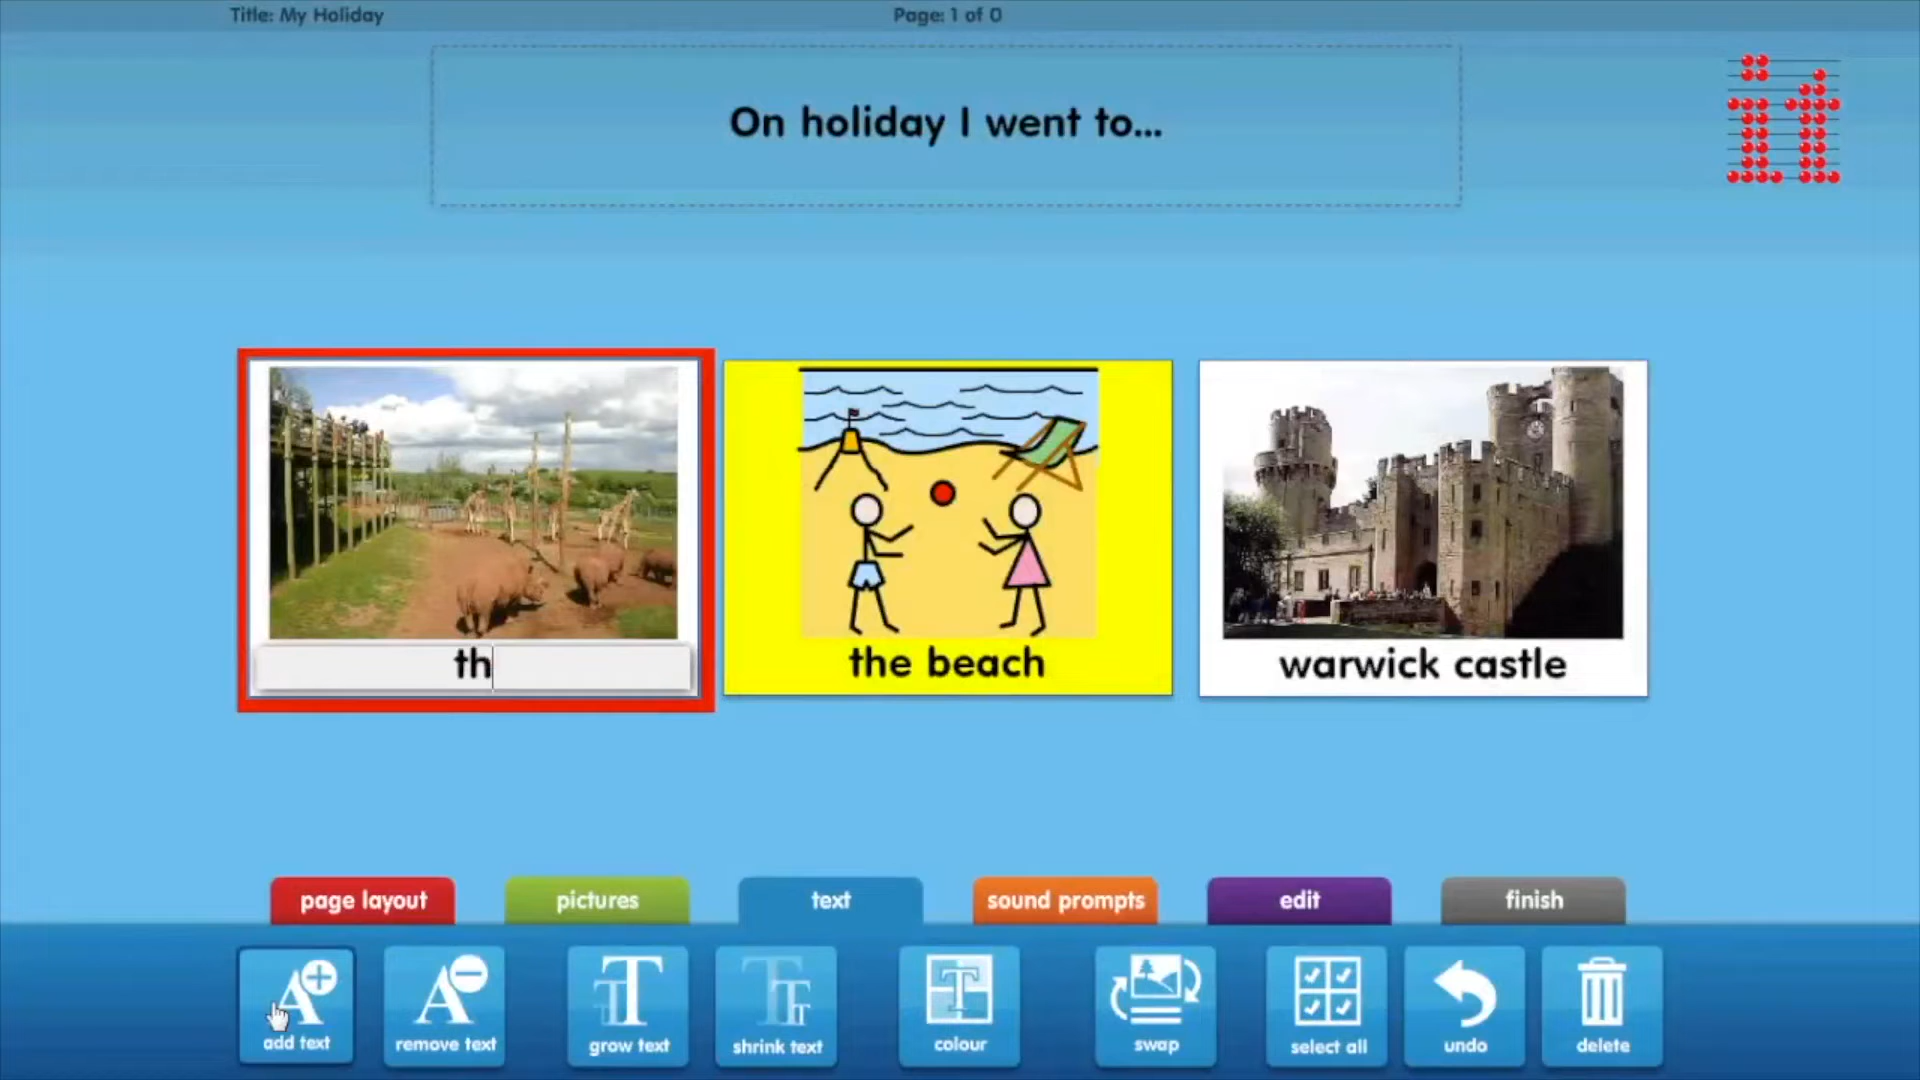 Title: My Holiday
Page: 1 of 0
On holiday I went to...
th
the beach
warwick castle
page layout
pictures
text
sound prompts
edit
finish
add text
remove text
grow text
shrink text
colour
swap
select all
undo
delete